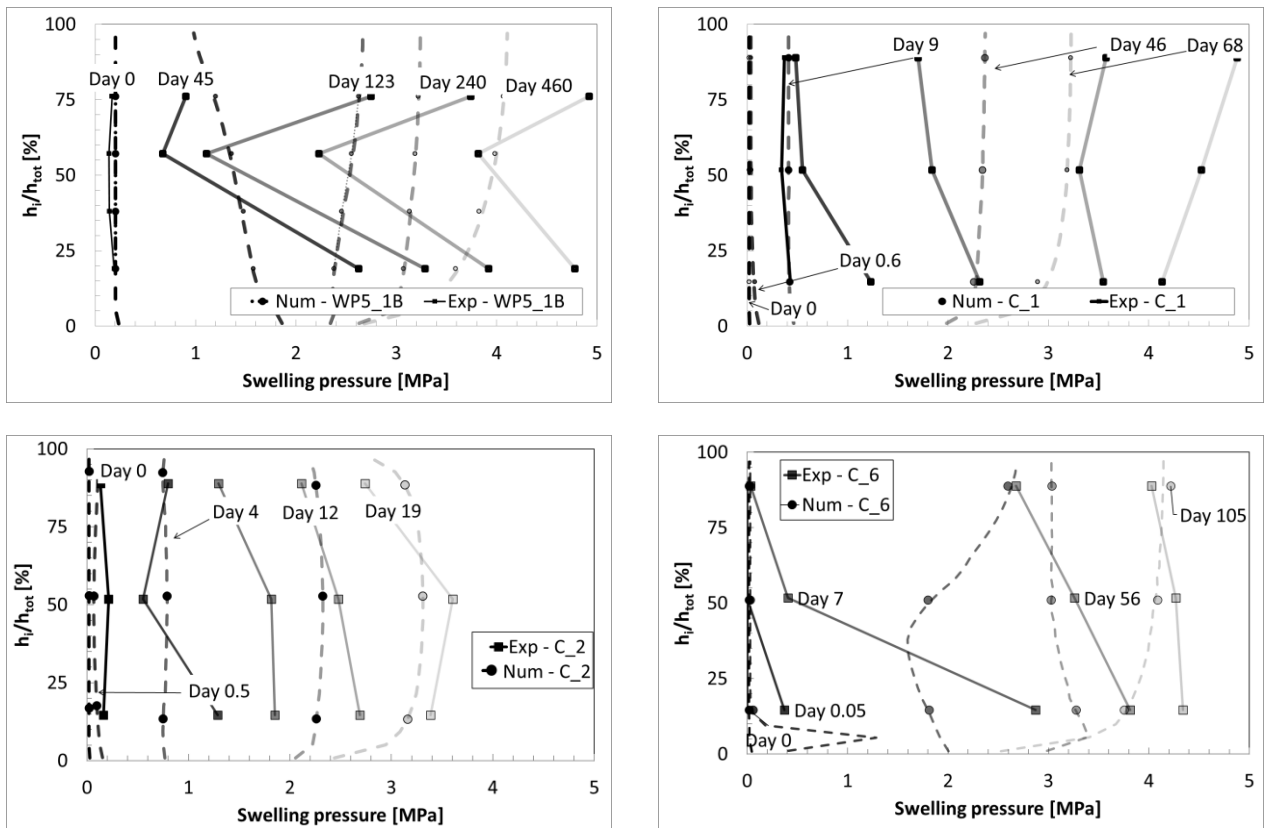 100
75
50
25
0
hi/htot [%]
Day 0 Day 45 Day 123 Day 240 Day 460
Num - WP5_1B Exp - WP5_1B
0 1 2 3 4 5
Swelling pressure [MPa]
100
75
50
25
0
hi/htot [%]
Day 9 Day 46 Day 68
Day 0.6
Day 0
Num - C_1 Exp - C_1
0 1 2 3 4 5
Swelling pressure [MPa]
100
75
50
25
0
hi/htot [%]
Day 0
Day 4 Day 12 Day 19
Day 0.5
Exp - C_2
Num - C_2
0 1 2 3 4 5
Swelling pressure [MPa]
100
75
50
25
0
hi/htot [%]
Exp - C_6
Num - C_6
Day 105
Day 7 Day 56
Day 0.05
Day 0
0 1 2 3 4 5
Swelling pressure [MPa]